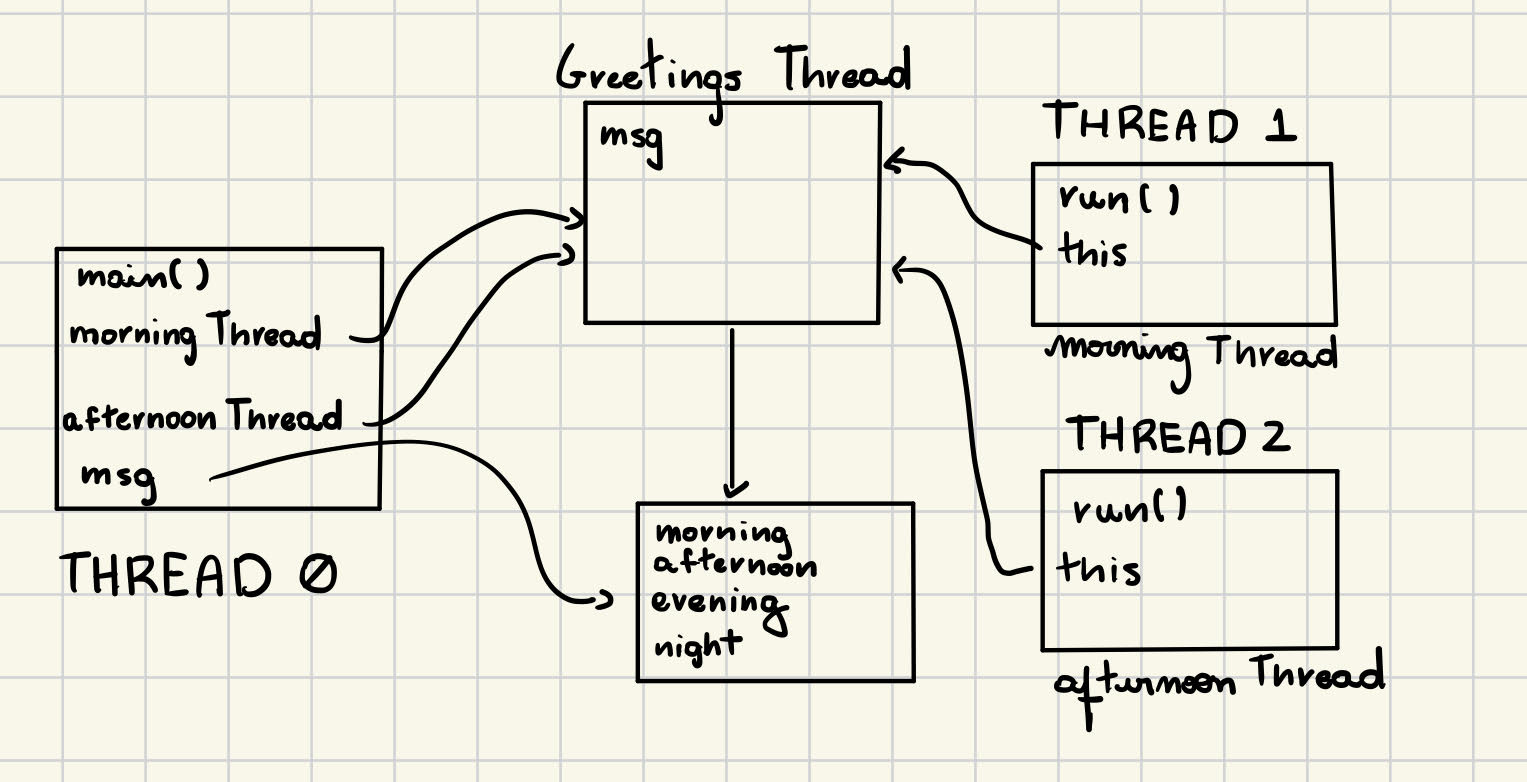 Greetings Thread
msg
THREAD 1
run()
this
morning Thread
main()
morning Thread
afternoon Thread
msg
THREAD 0
THREAD 2
run()
this
afternoon Thread
morning
afternoon
evening
night